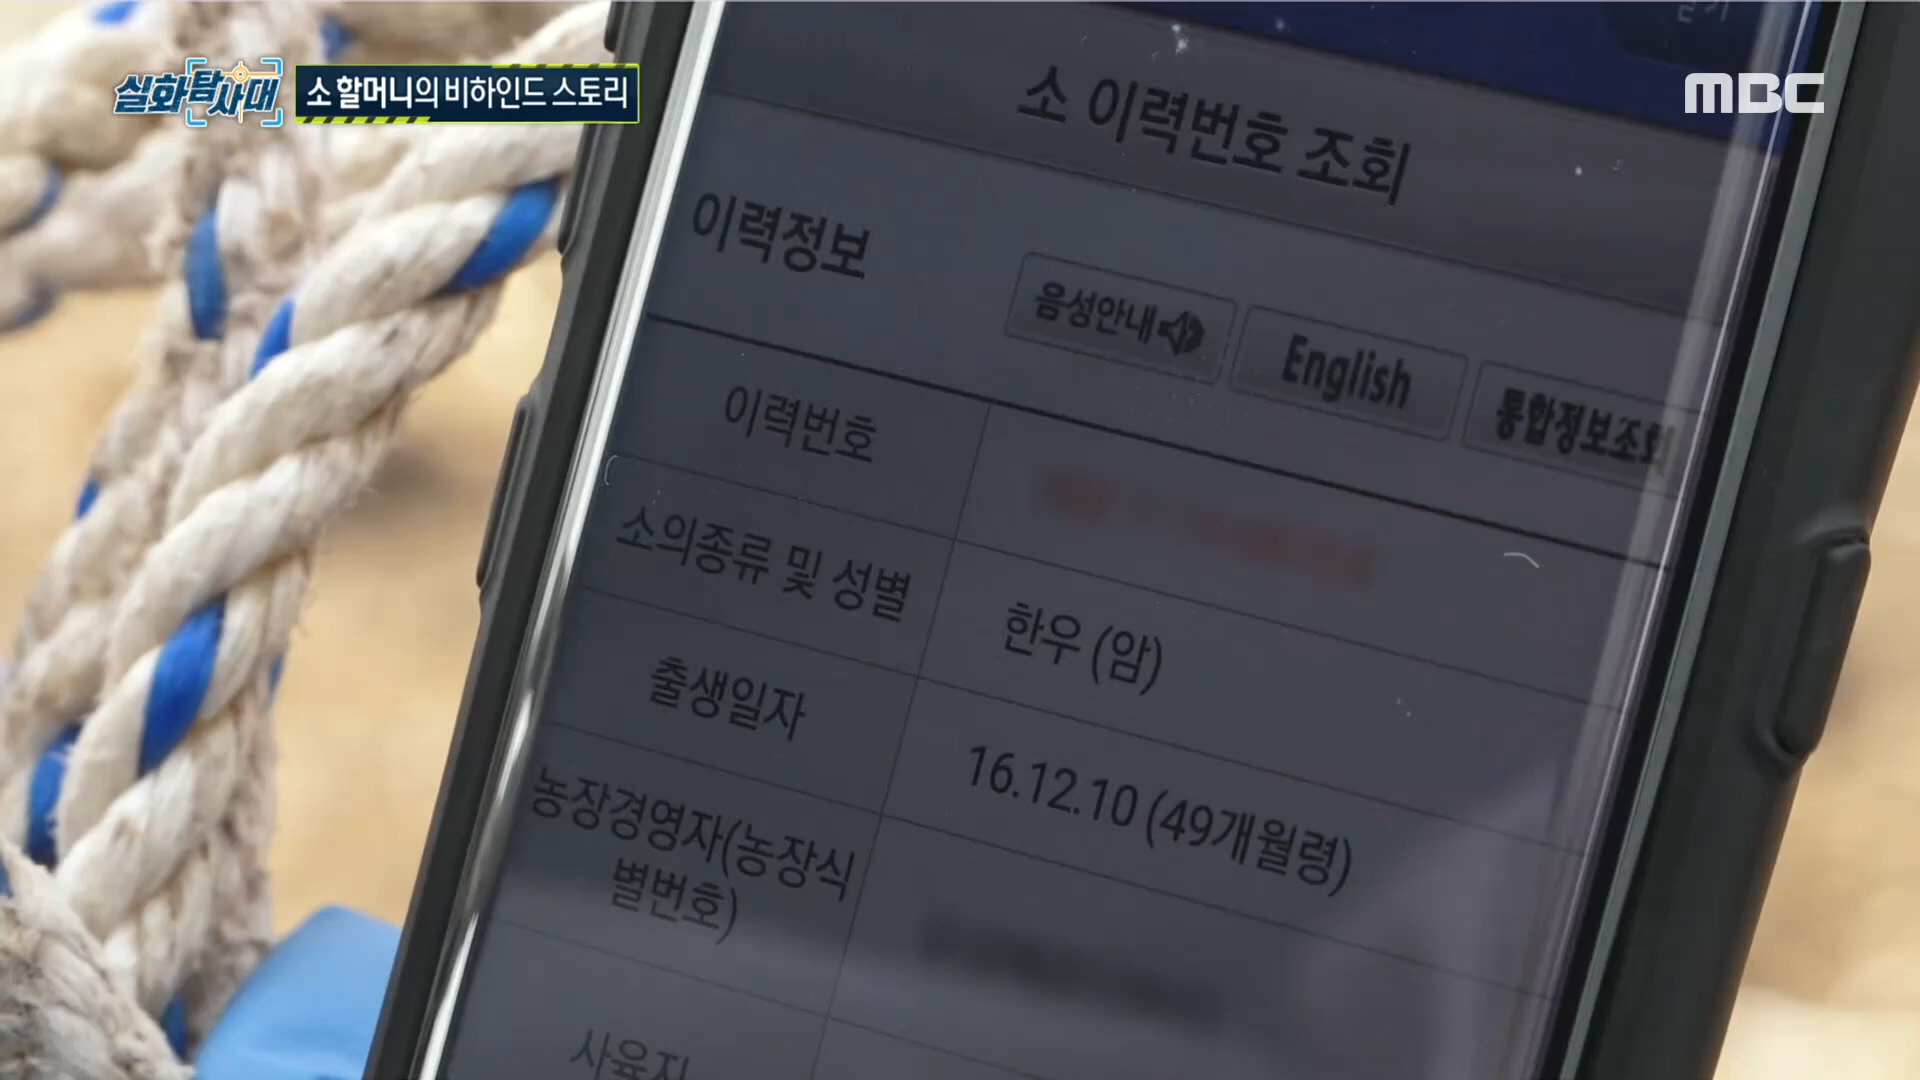 실화탐사대
소 할머니의 비하인드 스토리
MBC
소 이력번호 조회
이력정보
음성안내
English
통합정보조회
이력번호
소의종류 및 성별
한우 (암)
출생일자
16.12.10 (49개월령)
농장경영자(농장식
별번호)
사육지